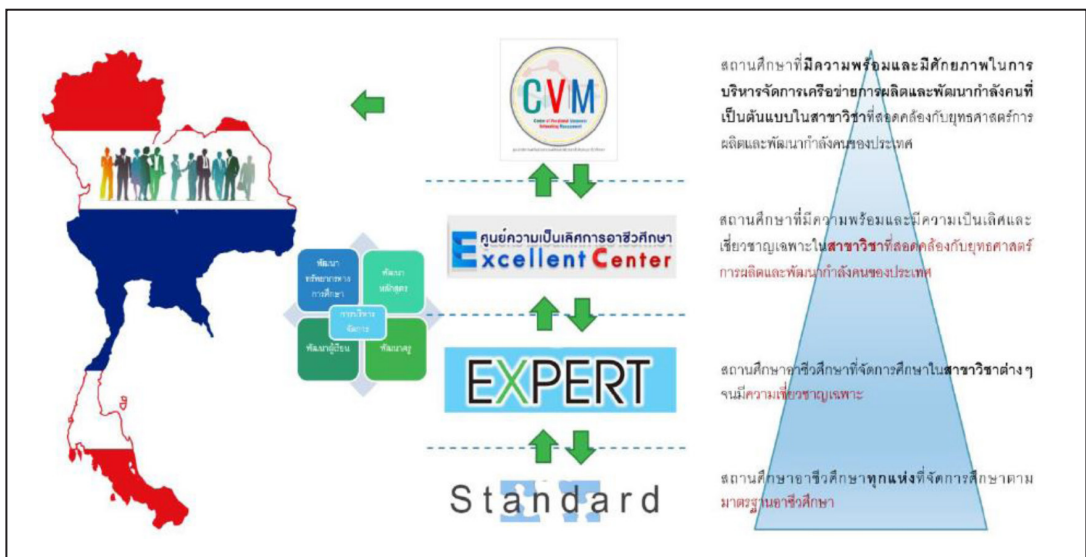 CVM
Excellence Management
สถานศึกษาที่มีความพร้อมและมีศักยภาพในการ
บริหารจัดการเครือข่ายการผลิตและพัฒนากำลังคนที่
เป็นต้นแบบในสาขาวิชาที่สอดคล้องกับยุทธศาสตร์การ
ผลิตและพัฒนากำลังคนของประเทศ
ศูนย์ความเป็นเลิศการอาชีวศึกษา
Excellent Center
สถานศึกษาที่มีความพร้อมและมีความเป็นเลิศและ
เชี่ยวชาญเฉพาะในสาขาวิชาที่สอดคล้องกับยุทธศาสตร์
การผลิตและพัฒนากำลังคนของประเทศ
พัฒนา
ทรัพยากรทาง
การศึกษา
พัฒนา
หลักสูตร
การบริหาร
จัดการ
พัฒนาผู้เรียน
พัฒนาครู
EXPERT
สถานศึกษาอาชีวศึกษาที่จัดการศึกษาในสาขาวิชาต่างๆ
จนมีความเชี่ยวชาญเฉพาะ
Standard
สถานศึกษาอาชีวศึกษาทุกแห่งที่จัดการศึกษาตาม
มาตรฐานอาชีวศึกษา